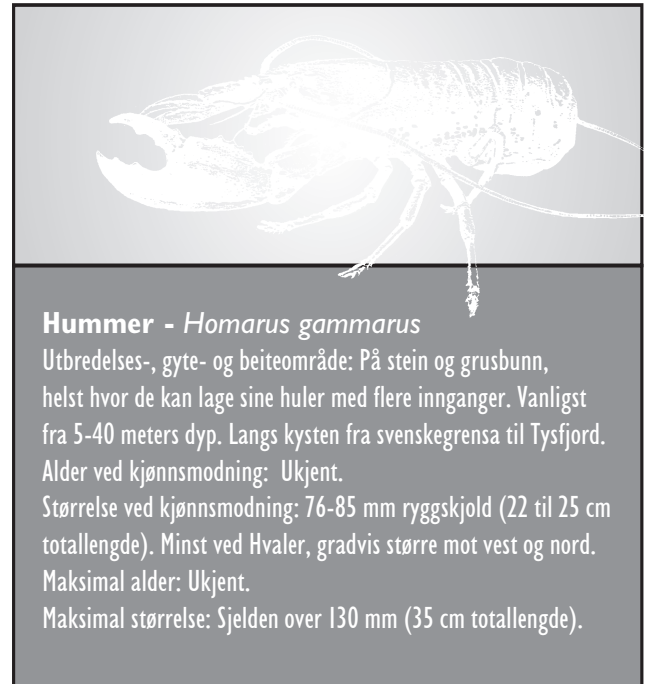 Hummer - Homarus gammarus
Utbredelses-, gyte- og beiteområde: På stein og grusbunn,
helst hvor de kan lage sine huler med flere innganger. Vanligst
fra 5-40 meters dyp. Langs kysten fra svenskegrensa til Tysfjord.
Alder ved kjønnsmodning: Ukjent.
Størrelse ved kjønnsmodning: 76-85 mm ryggskjold (22 til 25 cm
totallengde). Minst ved Hvaler, gradvis større mot vest og nord.
Maksimal alder: Ukjent.
Maksimal størrelse: Sjelden over 130 mm (35 cm totallengde).